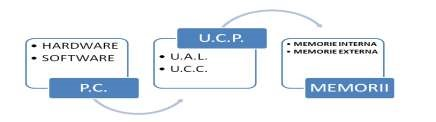 • HARDWARE
• SOFTWARE
P.C.
U.C.P.
• U.A.L.
• U.C.C.
• MEMORIE INTERNA
• MEMORIE EXTERNA
MEMORII